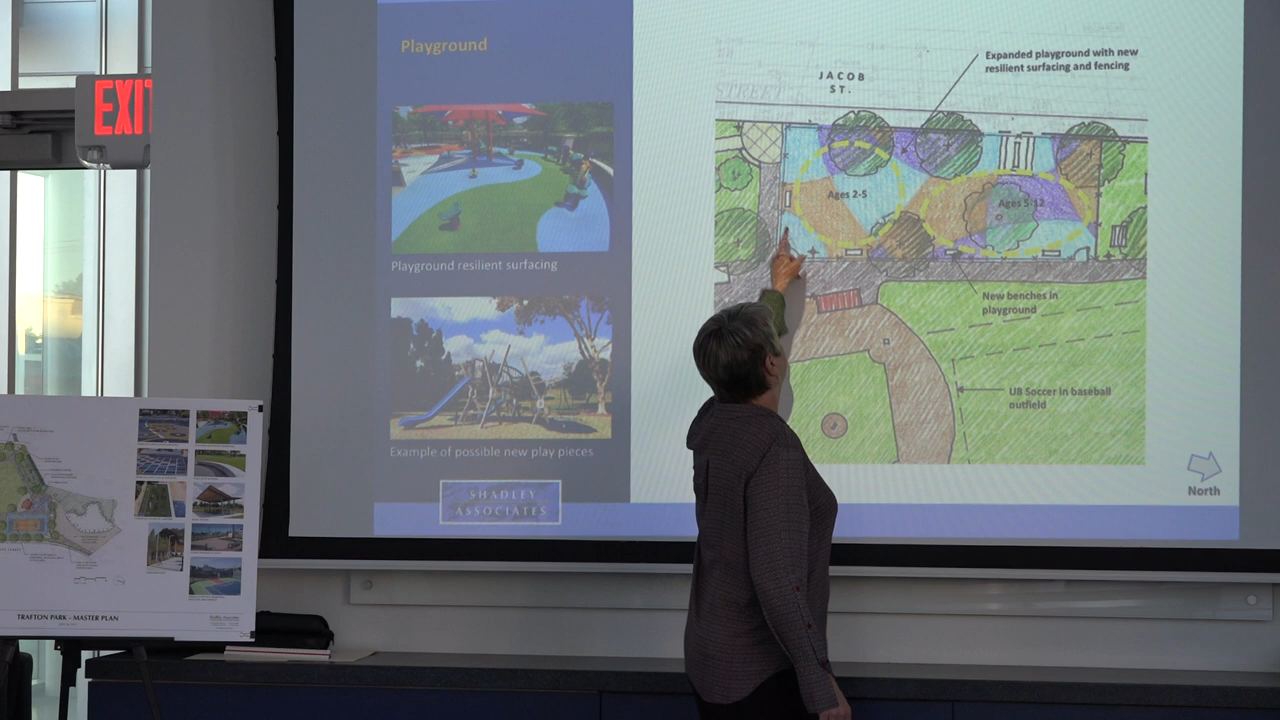 EXIT
Playground
Playground resilient surfacing
Example of possible new play pieces
SHADLEY
ASSOCIATES
JACOB
ST.
STREET
Expanded playground with new
resilient surfacing and fencing
Ages 2-5
Ages 5-12
New benches in
playground
U8 Soccer in baseball
outfield
North
TRAFTON PARK - MASTER PLAN